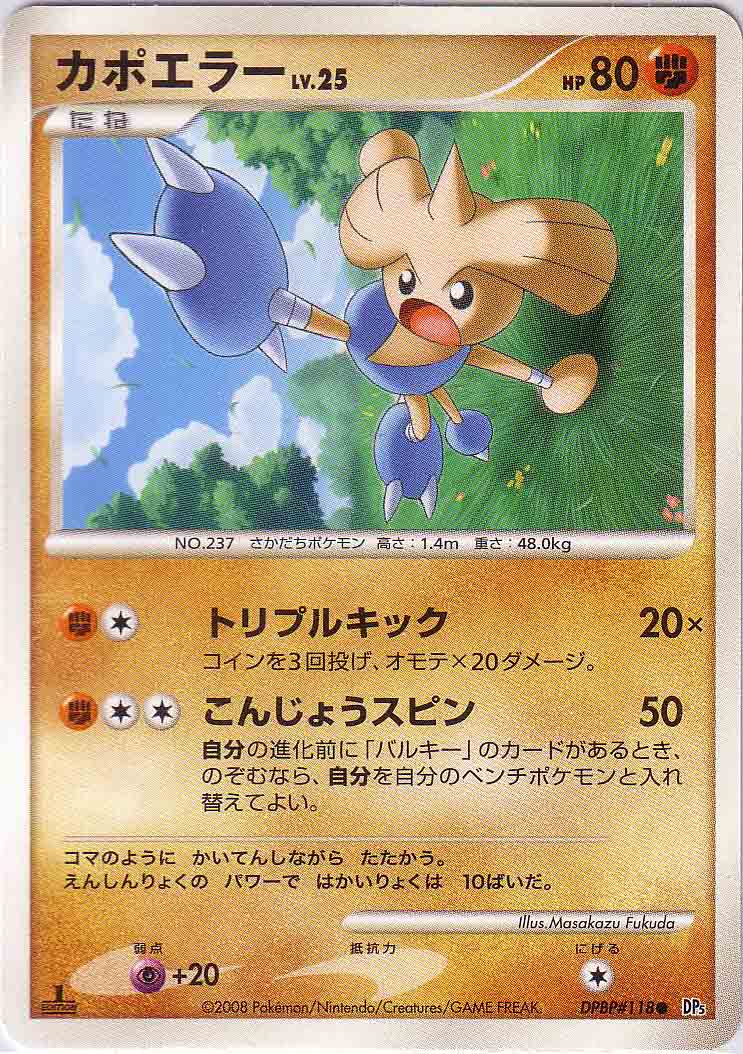 カポエラー LV.25
HP 80
たね
NO.237 さかだちポケモン 高さ：1.4m 重さ：48.0kg
トリプルキック 20×
コインを3回投げ、オモテ×20ダメージ。
こんじょうスピン 50
自分の進化前に「バルキー」のカードがあるとき、
のぞむなら、自分を自分のベンチポケモンと入れ
替えてよい。
コマのように かいてんしながら たたかう。
えんしんりょくの パワーで はかいりょくは 10ばいだ。
Illus.Masakazu Fukuda
弱点 抵抗力 にげる
+20
1 EDITION
©2008 Pokémon/Nintendo/Creatures/GAME FREAK.
DPBP#118● DPs